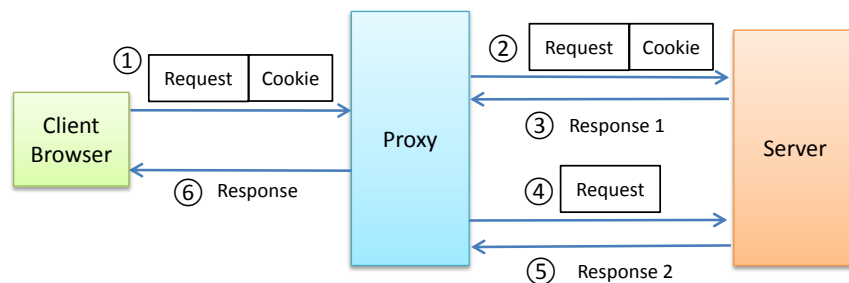 ① Request Cookie
② Request Cookie
Client
Browser
Proxy
Server
③ Response 1
④ Request
⑥ Response
⑤ Response 2